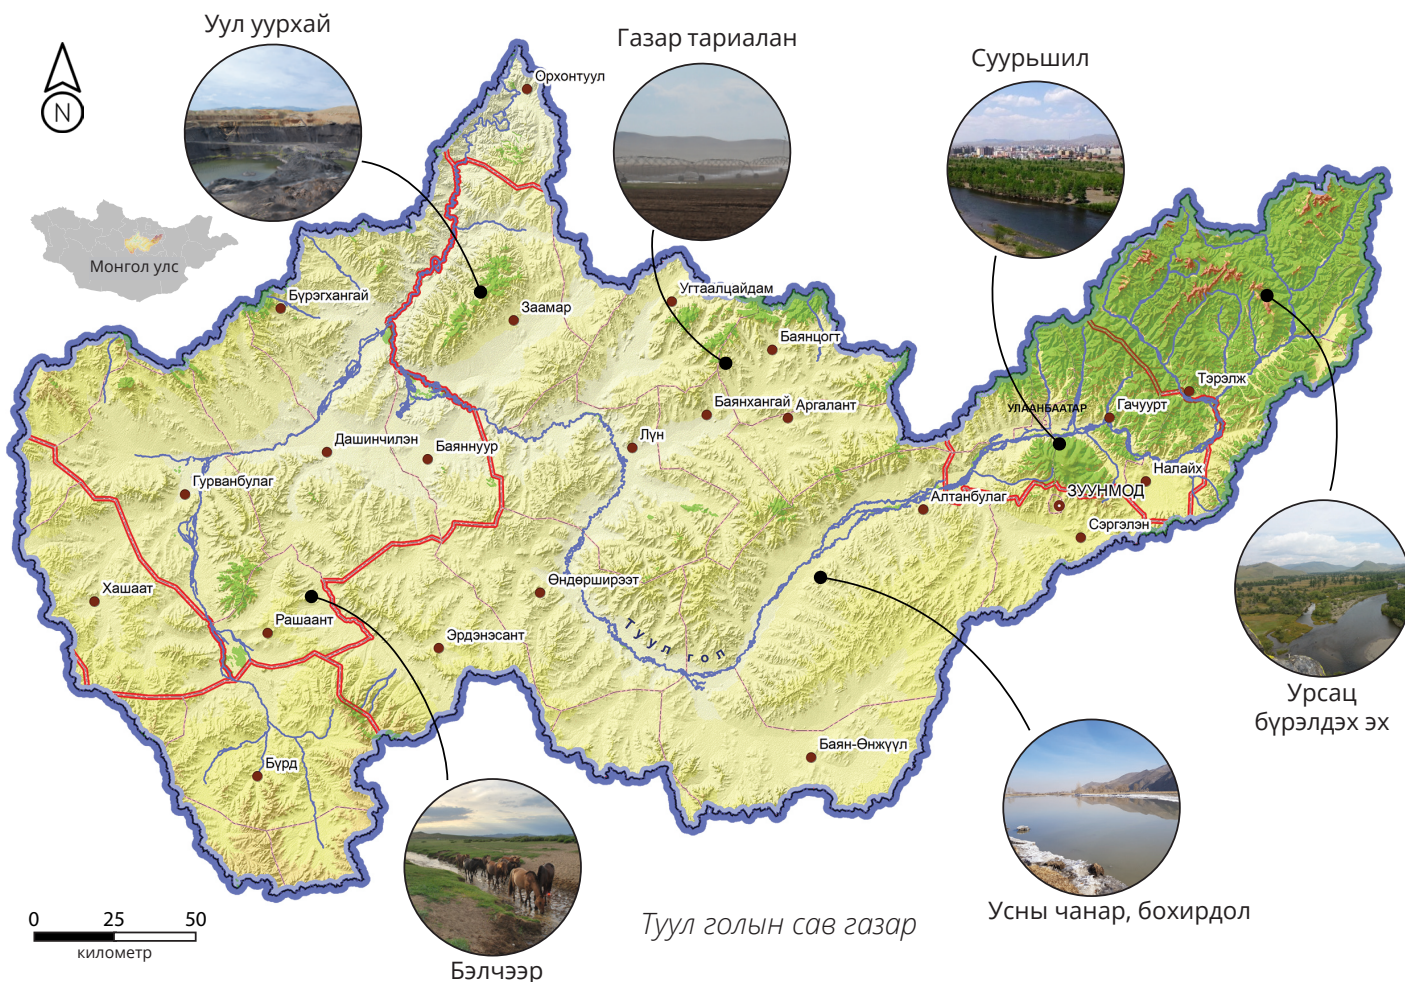 Уул уурхай
Газар тариалан
Суурьшил
N
Орхонтуул
Монгол улс
Бүрэгхангай
Заамар
Угтаалцайдам
Баянцогт
Тэрэлж
УЛААНБААТАР
Гачуурт
Баянхангай
Аргалант
Дашинчилэн
Баяннуур
Лүн
Гурванбулаг
Налайх
Алтанбулаг
ЗУУНМОД
Сэргэлэн
Хашаат
Өндөрширээт
Рашаант
Эрдэнэсант
Туул гол
Урсац
бүрэлдэх эх
Баян-Өнжүүл
Бүрд
Усны чанар, бохирдол
0 25 50
километр
Туул голын сав газар
Бэлчээр